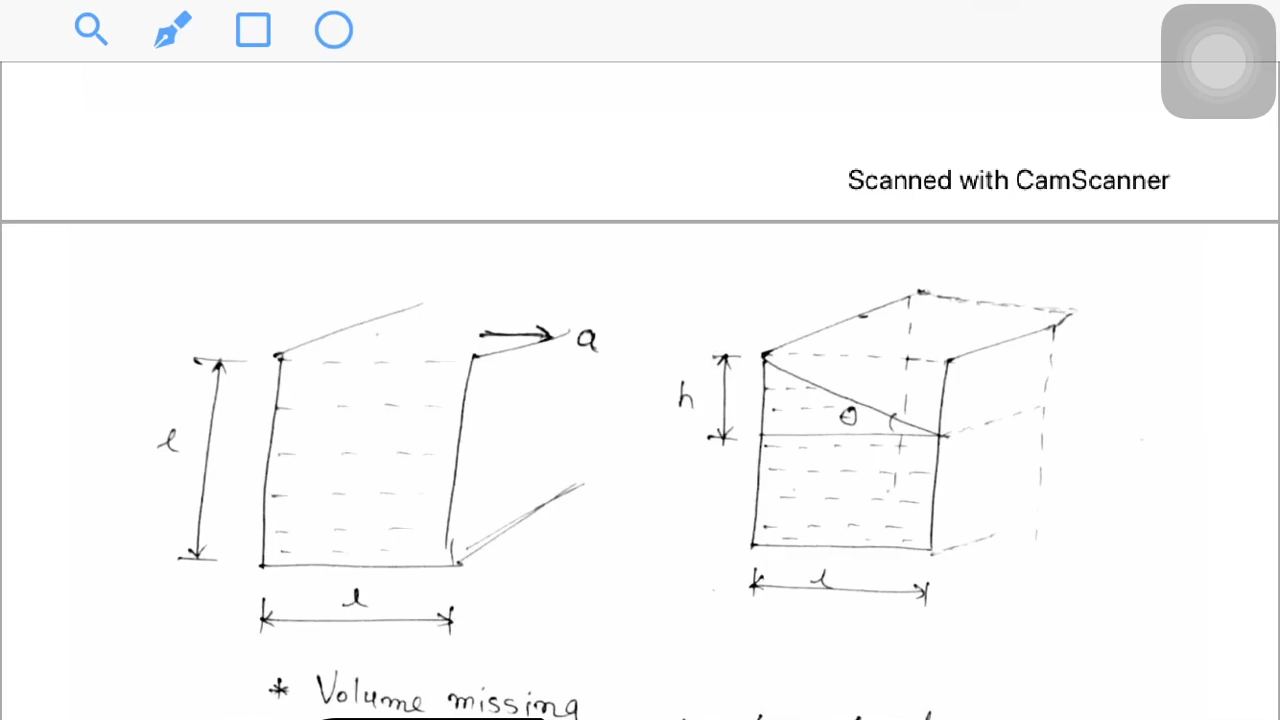 Scanned with CamScanner
a
l
h
θ
l
l
* Volume missing